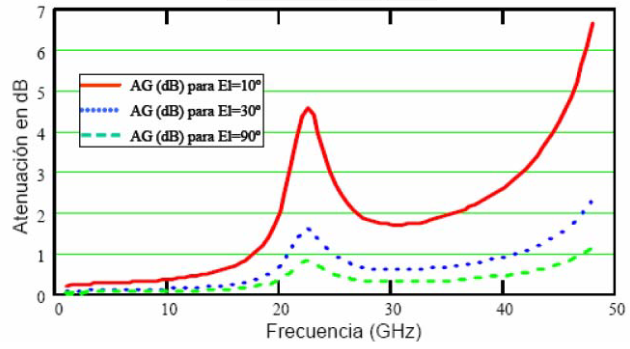 7
6
5
4
3
2
1
0
Atenuación en dB
AG (dB) para El=10º
AG (dB) para El=30º
AG (dB) para El=90º
0 10 20 30 40 50
Frecuencia (GHz)